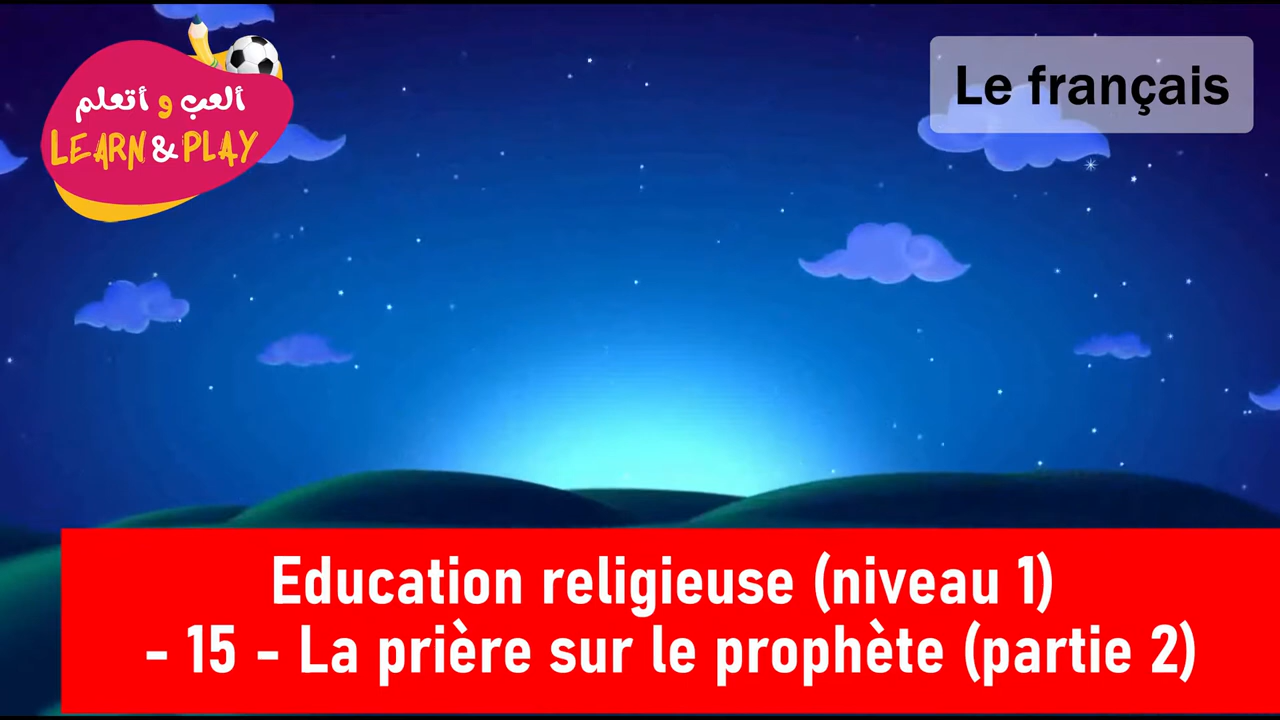 ألعب و أتعلم
LEARN & PLAY
Le français
Education religieuse (niveau 1)
- 15 - La prière sur le prophète (partie 2)